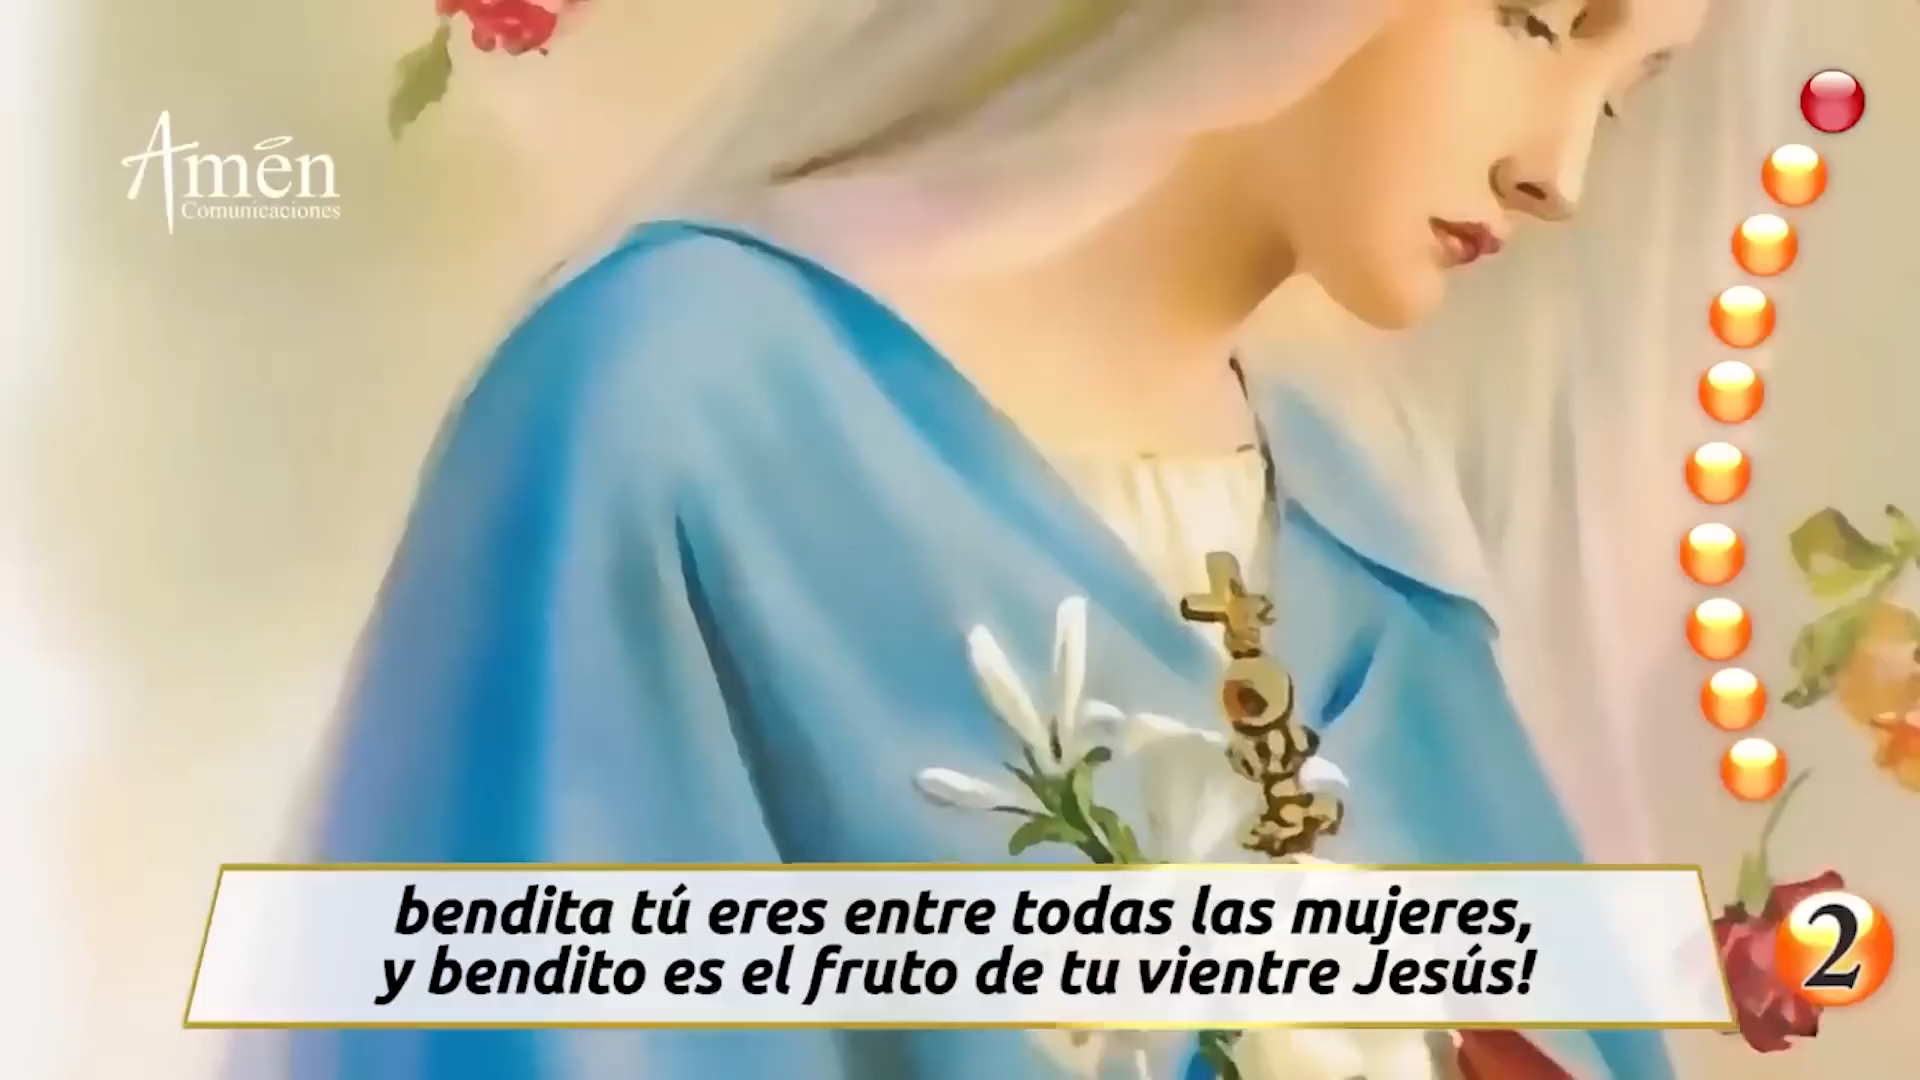 Amén
Comunicaciones
bendita tú eres entre todas las mujeres,
y bendito es el fruto de tu vientre Jesús!
2